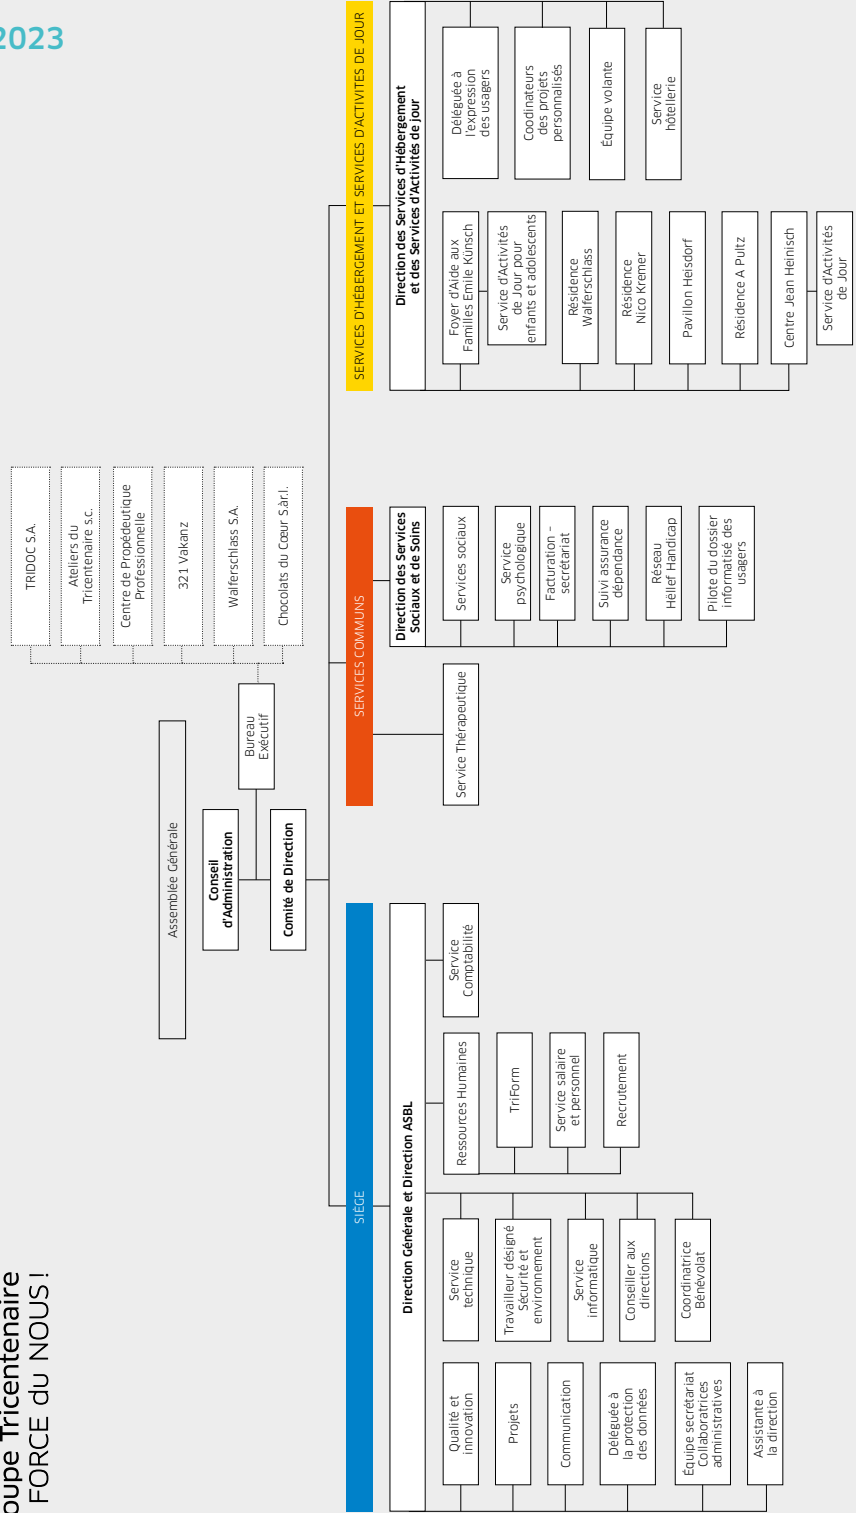 2023
oupe Tricentenaire
FORCE du NOUS !
Assemblée Générale
Conseil
d'Administration
Comité de Direction
Bureau
Exécutif
TRIDOC S.A.
Ateliers du
Tricentenaire s.c.
Centre de Propédeutique
Professionnelle
321 Vakanz
Walferschlass S.A.
Chocolats du Cœur S.àr.l.
SIÈGE
Direction Générale et Direction ASBL
Qualité et
innovation
Projets
Communication
Déléguée à
la protection
des données
Équipe secrétariat
Collaboratrices
administratives
Assistante à
la direction
Service
technique
Travailleur désigné
Sécurité et
environnement
Service
informatique
Conseiller aux
directions
Coordinatrice
Bénévolat
Ressources Humaines
TriForm
Service salaire
et personnel
Recrutement
Service
Comptabilité
SERVICES COMMUNS
Service Thérapeutique
Direction des Services
Sociaux et de Soins
Services sociaux
Service
psychologique
Facturation –
secrétariat
Suivi assurance
dépendance
Réseau
Hëllef Handicap
Pilote du dossier
informatisé des
usagers
SERVICES D'HÉBERGEMENT ET SERVICES D'ACTIVITES DE JOUR
Direction des Services d'Hébergement
et des Services d'Activités de jour
Foyer d'Aide aux
Familles Emile Künsch
Service d'Activités
de Jour pour
enfants et adolescents
Résidence
Walferschlass
Résidence
Nico Kremer
Pavillon Heisdorf
Résidence A Pultz
Centre Jean Heinisch
Service d'Activités
de Jour
Déléguée à
l'expression
des usagers
Coodinateurs
des projets
personnalisés
Équipe volante
Service
hôtellerie